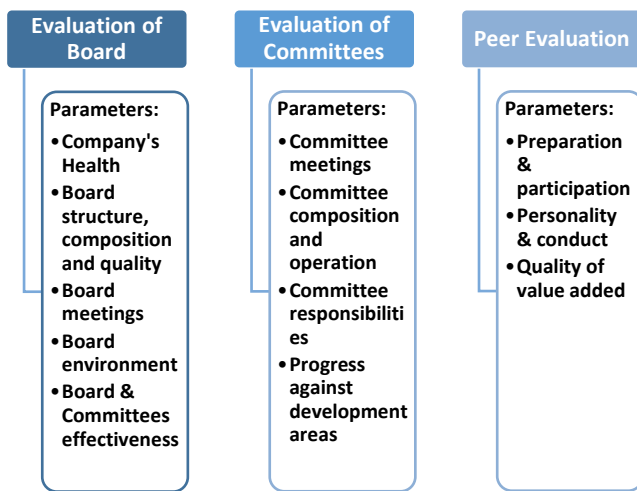 Evaluation of
Board
Parameters:
•Company's
Health
•Board
structure,
composition
and quality
•Board
meetings
•Board
environment
•Board &
Committees
effectiveness
Evaluation of
Committees
Parameters:
•Committee
meetings
•Committee
composition
and
operation
•Committee
responsibiliti
es
•Progress
against
development
areas
Peer Evaluation
Parameters:
•Preparation
&
participation
•Personality
& conduct
•Quality of
value added